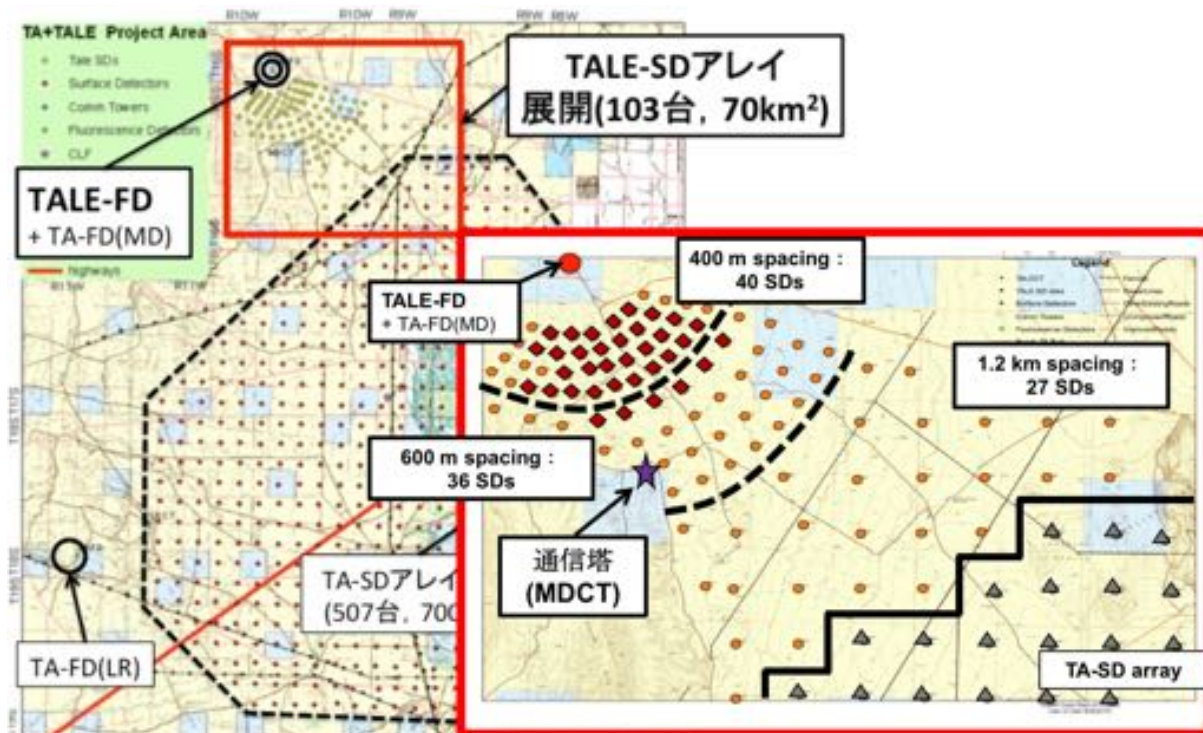 R10W
R10W R9W
R9W R8W
TA+TALE Project Area
Tale SDs
Surface Detectors
Comm Towers
Fluorescence Detectors
CLF
highways
TALE-SDアレイ
展開(103台, 70km²)
TALE-FD
+ TA-FD(MD)
400 m spacing :
40 SDs
Legend
TALE-FD
+ TA-FD(MD)
1.2 km spacing :
27 SDs
600 m spacing :
36 SDs
通信塔
(MDCT)
TA-SDアレイ
(507台, 700
TA-FD(LR)
TA-SD array